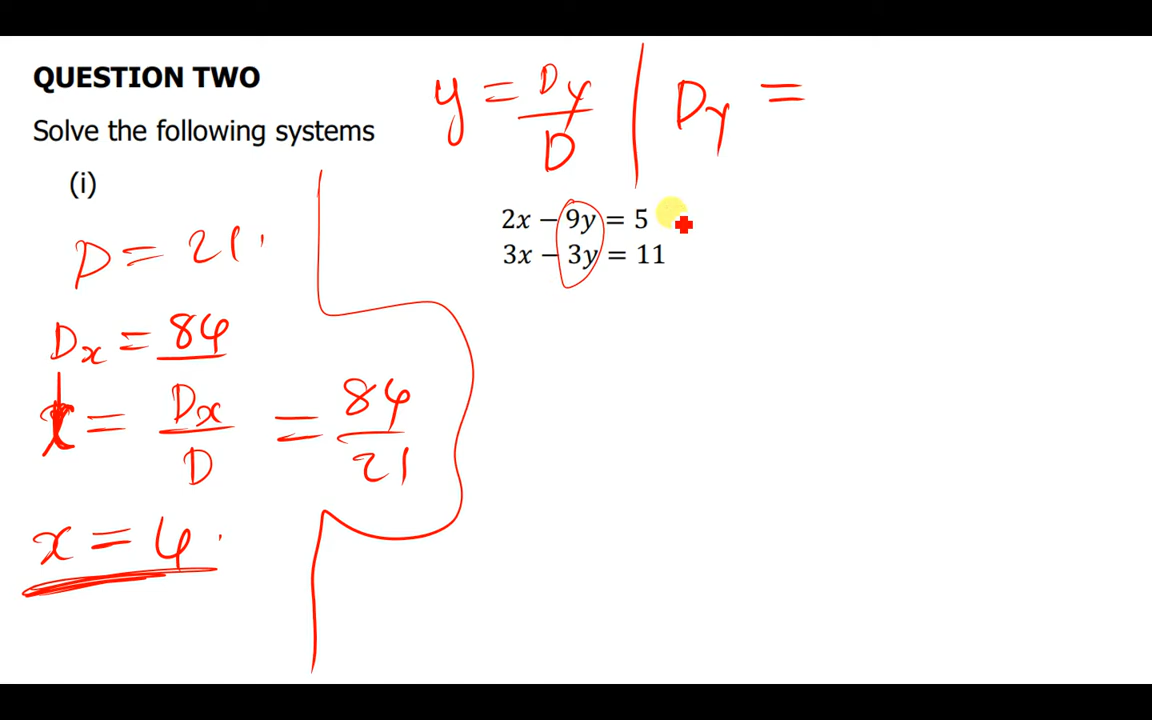 QUESTION TWO
Solve the following systems
(i)
y = Dy / D | Dy =
2x − 9y = 5
3x − 3y = 11
D = 21.
Dx = 84
x = Dx / D = 84 / 21
x = 4.